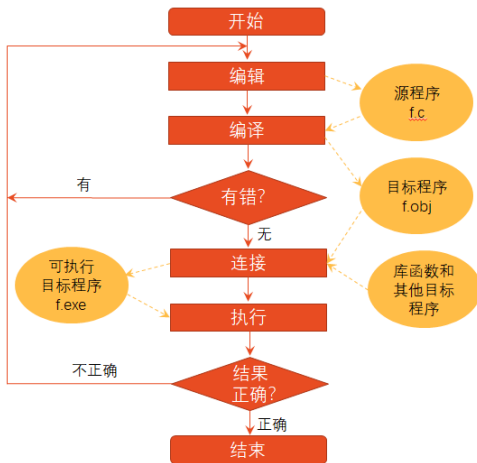 开始
编辑
源程序
f.c
编译
有
有错?
目标程序
f.obj
无
可执行
目标程序
f.exe
连接
库函数和
其他目标
程序
执行
不正确
结果
正确?
正确
结束